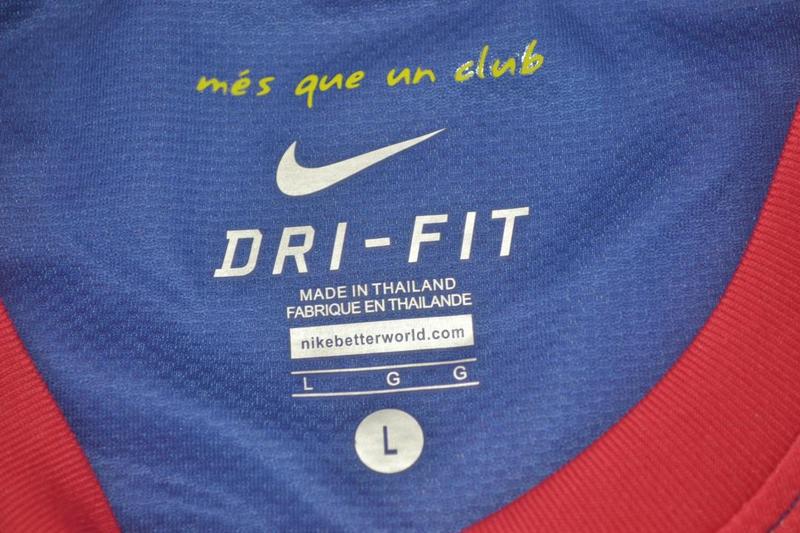 més que un club
DRI-FIT
MADE IN THAILAND
FABRIQUE EN THAILANDE
nikebetterworld.com
L G G
L